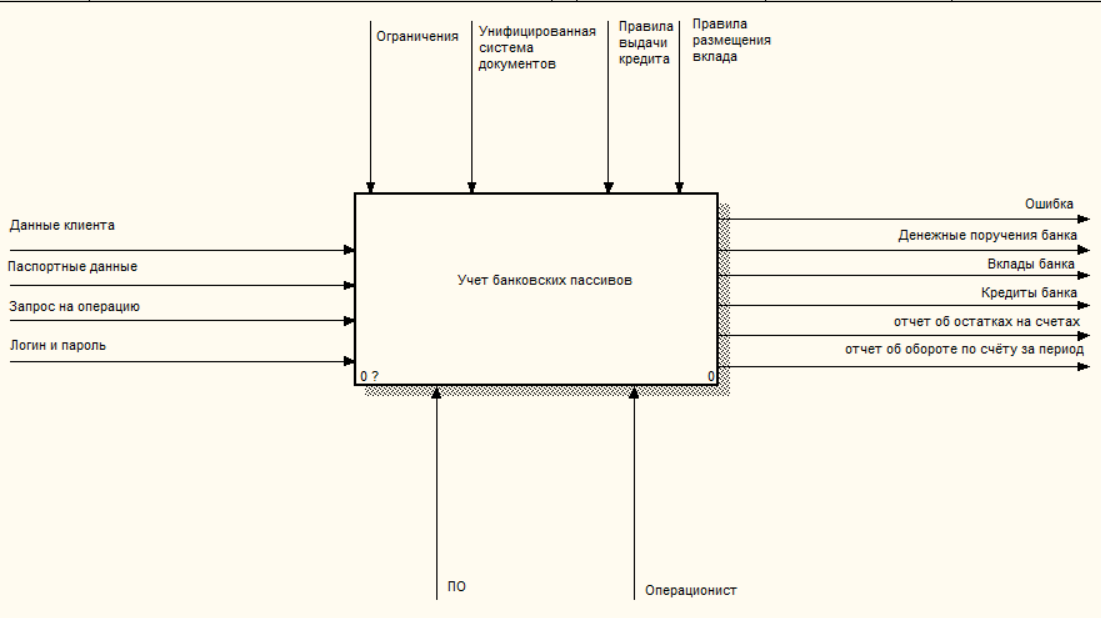 Ограничения
Унифицированная
система
документов
Правила
выдачи
кредита
Правила
размещения
вклада
Данные клиента
Паспортные данные
Запрос на операцию
Логин и пароль
Учет банковских пассивов
0 ?
0
Ошибка
Денежные поручения банка
Вклады банка
Кредиты банка
отчет об остатках на счетах
отчет об обороте по счёту за период
ПО
Операционист